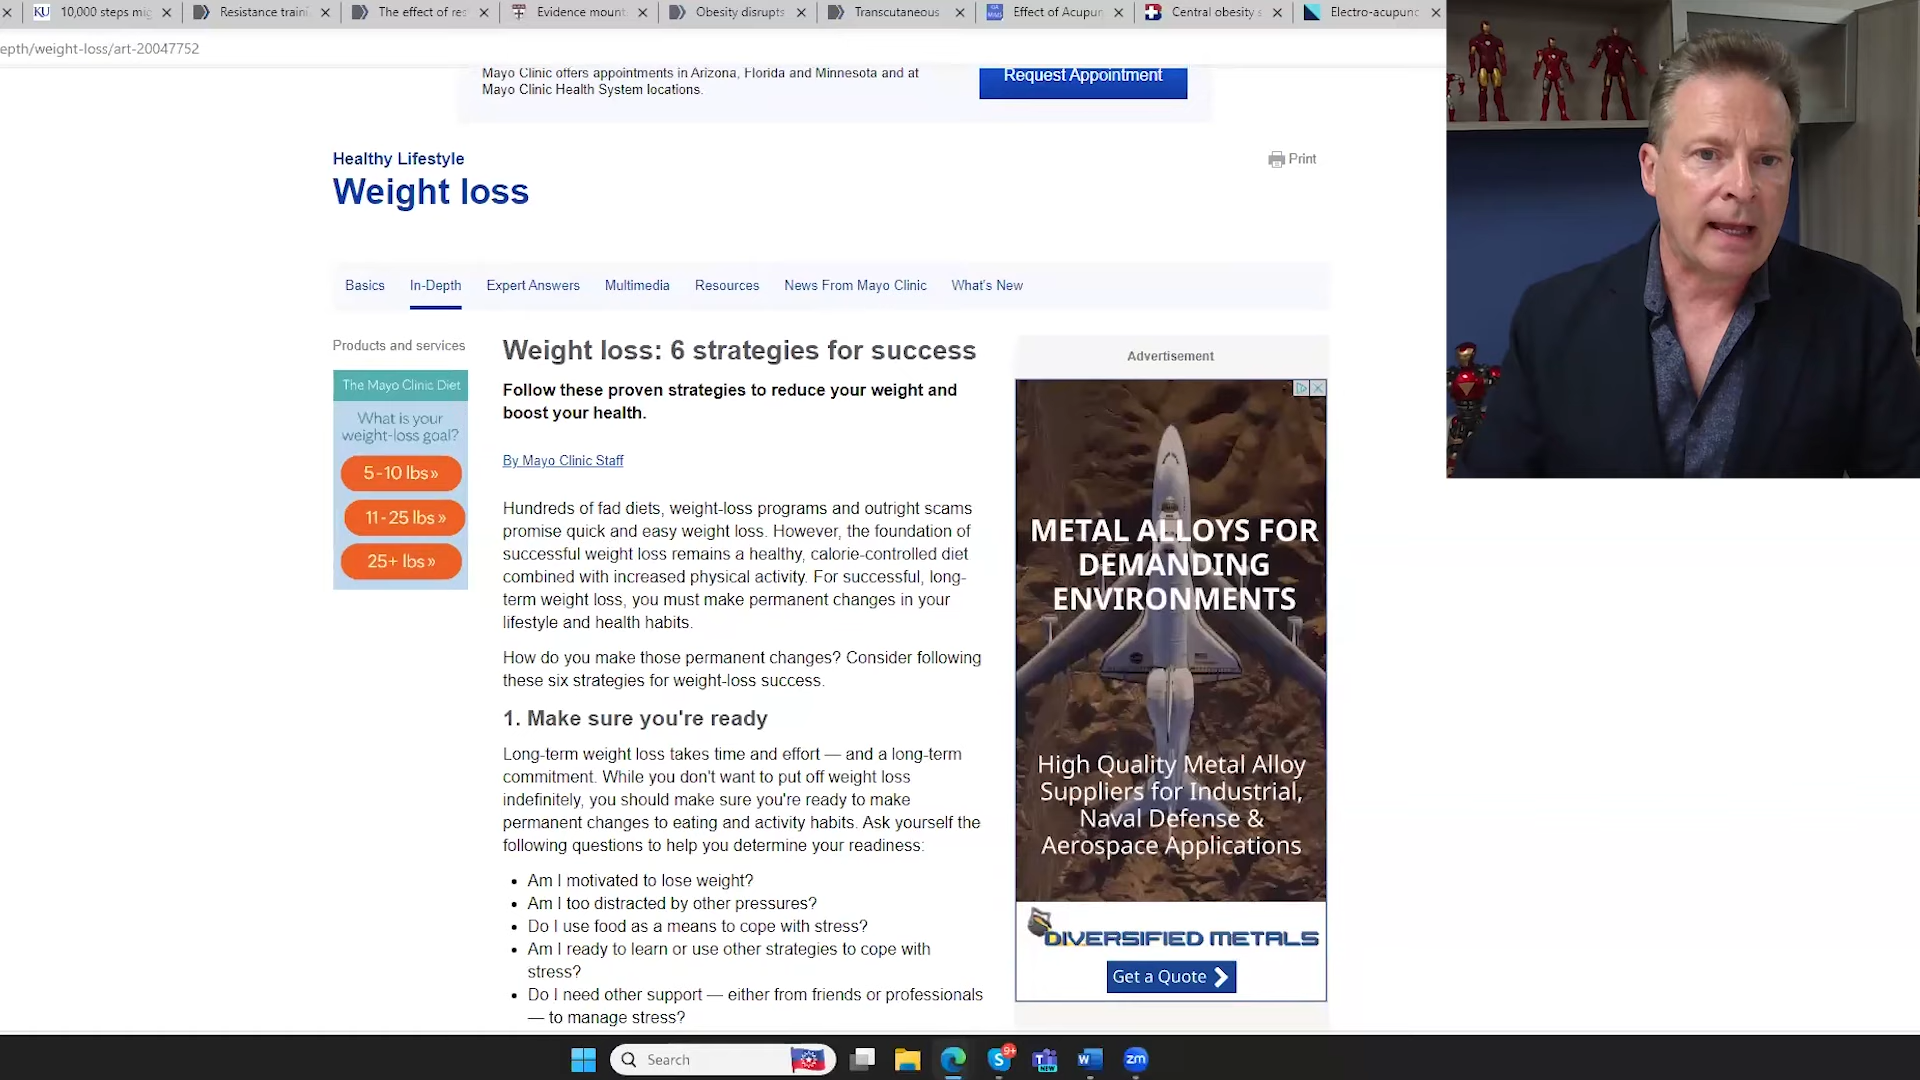 KU 10,000 steps mig
Resistance traini
The effect of res
Evidence mount
Obesity disrupts
Transcutaneous
Effect of Acupun
Central obesity s
Electro-acupunc
epth/weight-loss/art-20047752
Mayo Clinic offers appointments in Arizona, Florida and Minnesota and at
Mayo Clinic Health System locations.
Request Appointment
Healthy Lifestyle
Print
Weight loss
Basics
In-Depth
Expert Answers
Multimedia
Resources
News From Mayo Clinic
What's New
Products and services
The Mayo Clinic Diet
What is your
weight-loss goal?
5-10 lbs»
11-25 lbs»
25+ lbs»
Weight loss: 6 strategies for success
Follow these proven strategies to reduce your weight and
boost your health.
By Mayo Clinic Staff
Hundreds of fad diets, weight-loss programs and outright scams
promise quick and easy weight loss. However, the foundation of
successful weight loss remains a healthy, calorie-controlled diet
combined with increased physical activity. For successful, long-
term weight loss, you must make permanent changes in your
lifestyle and health habits.
How do you make those permanent changes? Consider following
these six strategies for weight-loss success.
1. Make sure you're ready
Long-term weight loss takes time and effort — and a long-term
commitment. While you don't want to put off weight loss
indefinitely, you should make sure you're ready to make
permanent changes to eating and activity habits. Ask yourself the
following questions to help you determine your readiness:
• Am I motivated to lose weight?
• Am I too distracted by other pressures?
• Do I use food as a means to cope with stress?
• Am I ready to learn or use other strategies to cope with
stress?
• Do I need other support — either from friends or professionals
— to manage stress?
Advertisement
METAL ALLOYS FOR
DEMANDING
ENVIRONMENTS
High Quality Metal Alloy
Suppliers for Industrial,
Naval Defense &
Aerospace Applications
DIVERSIFIED METALS
Get a Quote
Search
S
9+
T
NEW
W
zm